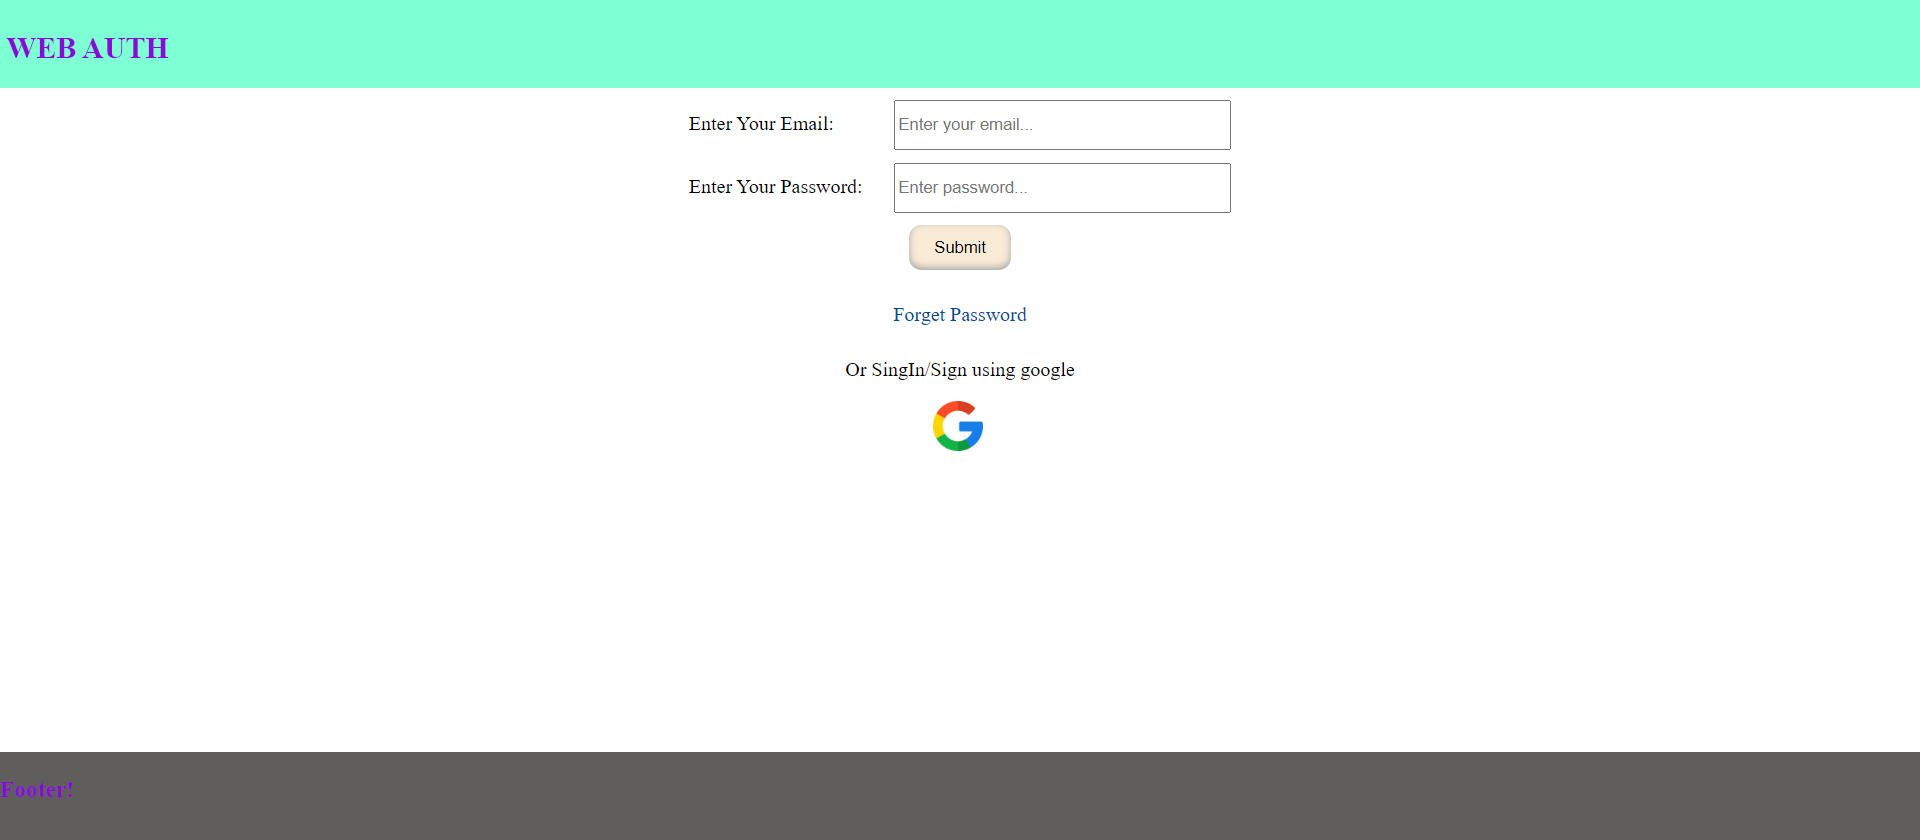 WEB AUTH
Enter Your Email: Enter your email...
Enter Your Password: Enter password...
Submit
Forget Password
Or SingIn/Sign using google
Footer!